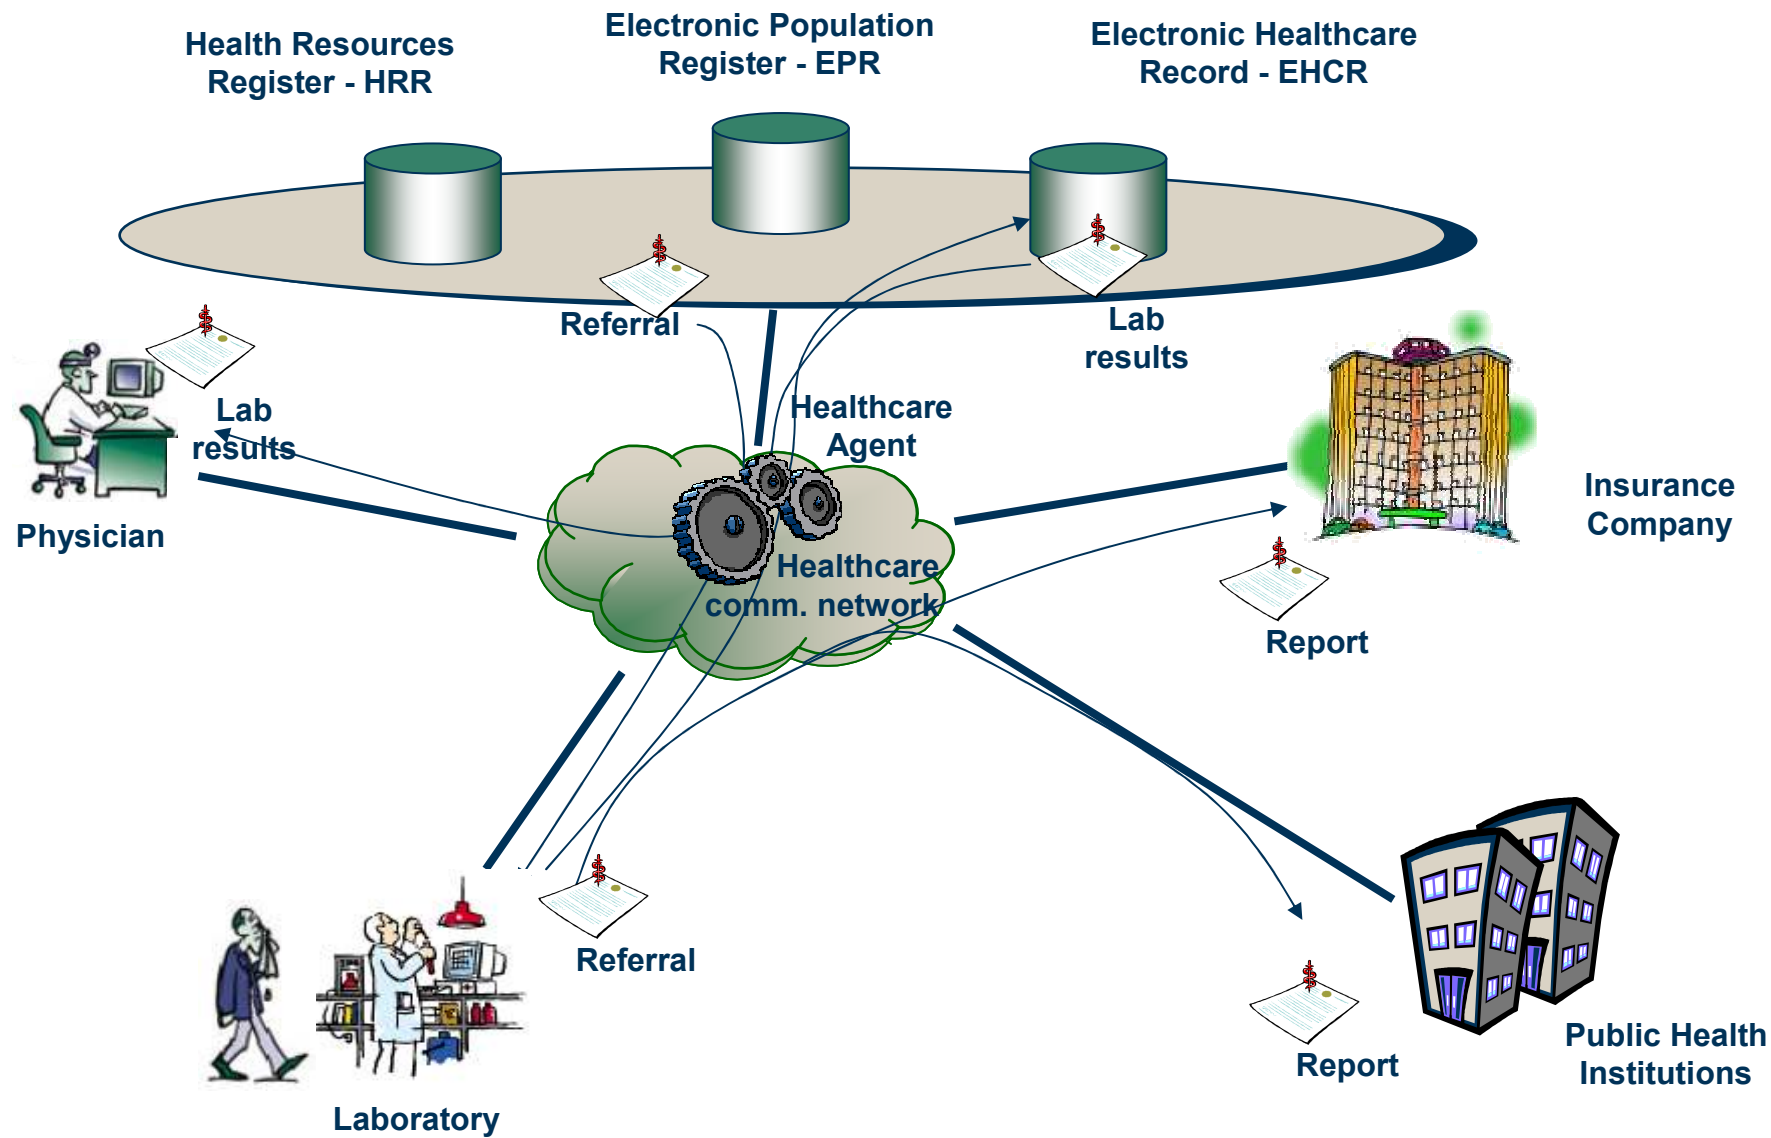 Health Resources
Register - HRR
Electronic Population
Register - EPR
Electronic Healthcare
Record - EHCR
Referral
Lab
results
Lab
results
Healthcare
Agent
Physician
Insurance
Company
Healthcare
comm. network
Report
Referral
Laboratory
Report
Public Health
Institutions